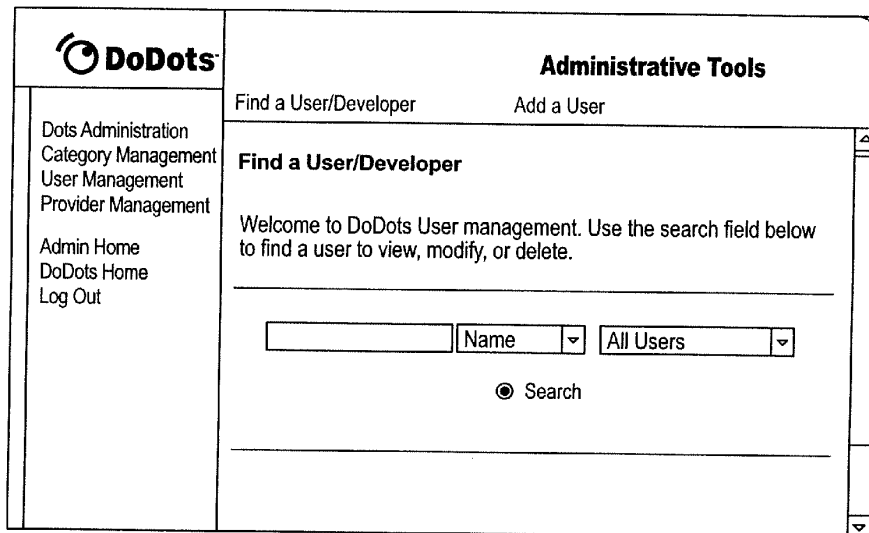 DoDots
Administrative Tools
Find a User/Developer
Add a User
Dots Administration
Category Management
User Management
Provider Management
Admin Home
DoDots Home
Log Out
Find a User/Developer
Welcome to DoDots User management. Use the search field below
to find a user to view, modify, or delete.
Name
All Users
Search